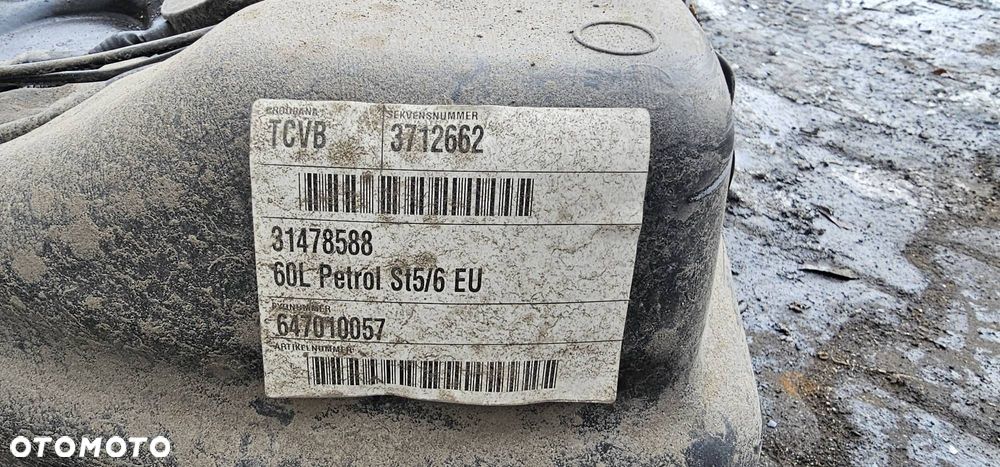 PRODBANA SEKVENSNUMMER
TCVB 3712662
31478588
60L Petrol St5/6 EU
647010057
ARTIKELNUMMER
OTOMOTO